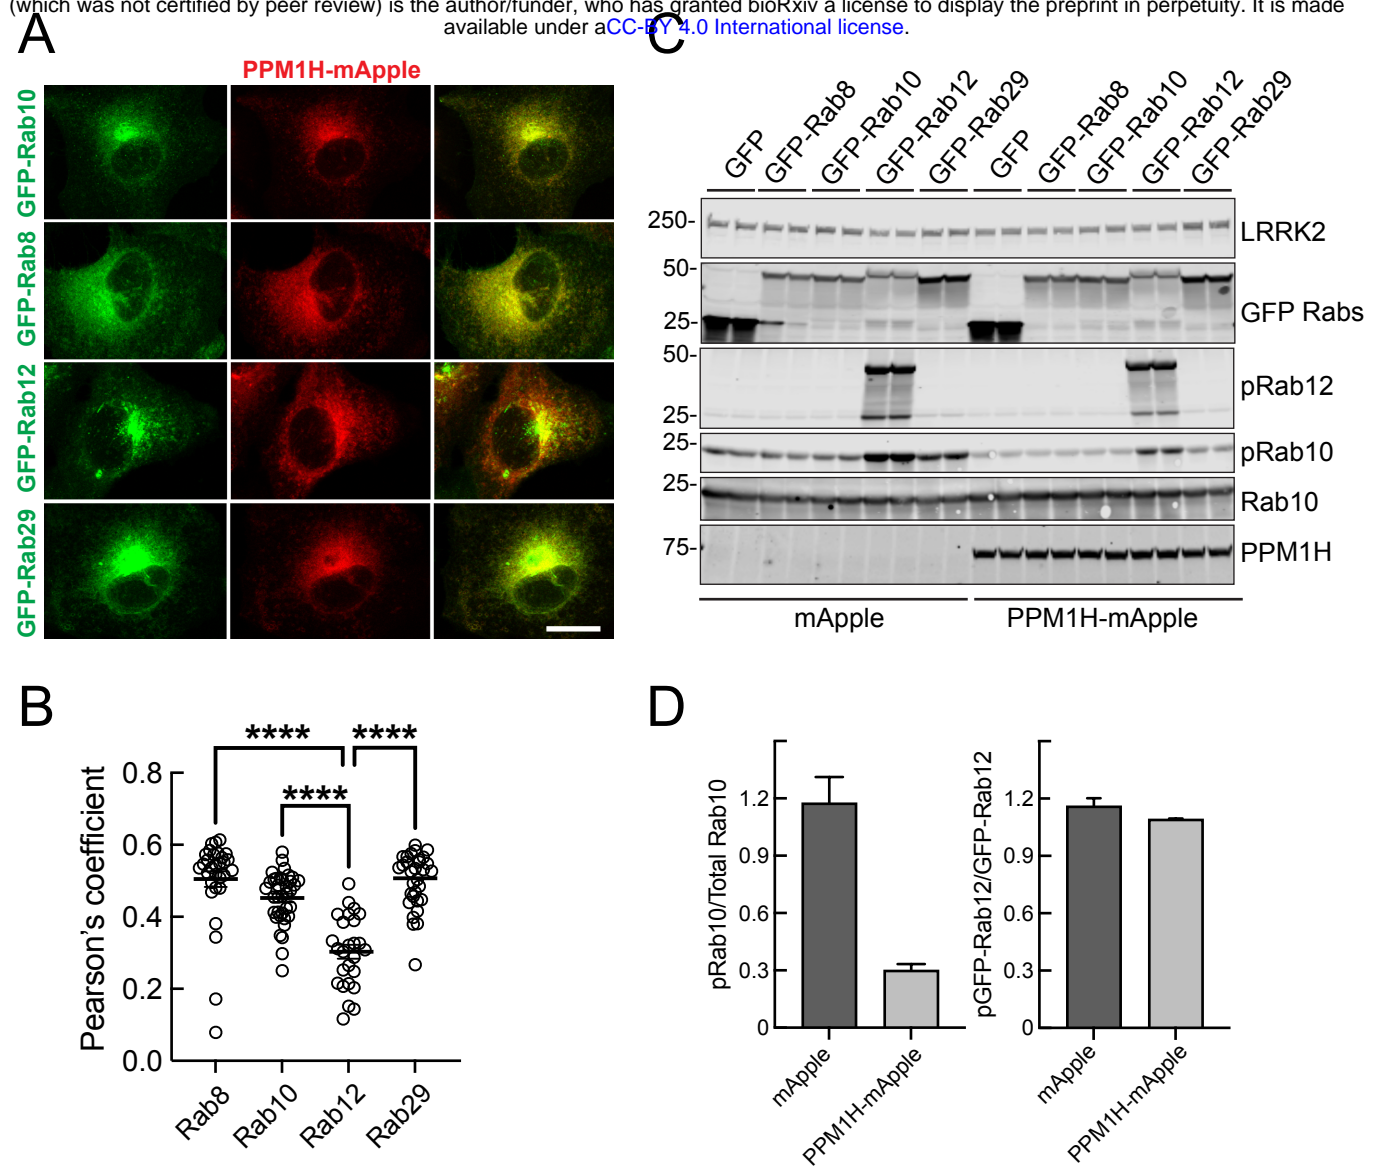 (which was not certified by peer review) is the author/funder, who has granted bioRxiv a license to display the preprint in perpetuity. It is made
available under aCC-BY 4.0 International license.
A
PPM1H-mApple
GFP-Rab10
GFP-Rab8
GFP-Rab12
GFP-Rab29
C
GFP
GFP-Rab8
GFP-Rab10
GFP-Rab12
GFP-Rab29
GFP
GFP-Rab8
GFP-Rab10
GFP-Rab12
GFP-Rab29
250- LRRK2
50-
GFP Rabs
25-
50-
pRab12
25-
25- pRab10
25- Rab10
75- PPM1H
mApple PPM1H-mApple
B
**** ****
****
Pearson's coefficient
0.8
0.6
0.4
0.2
0.0
Rab8 Rab10 Rab12 Rab29
D
pRab10/Total Rab10
1.2
0.9
0.6
0.3
0
mApple PPM1H-mApple
pGFP-Rab12/GFP-Rab12
1.2
0.9
0.6
0.3
0
mApple PPM1H-mApple